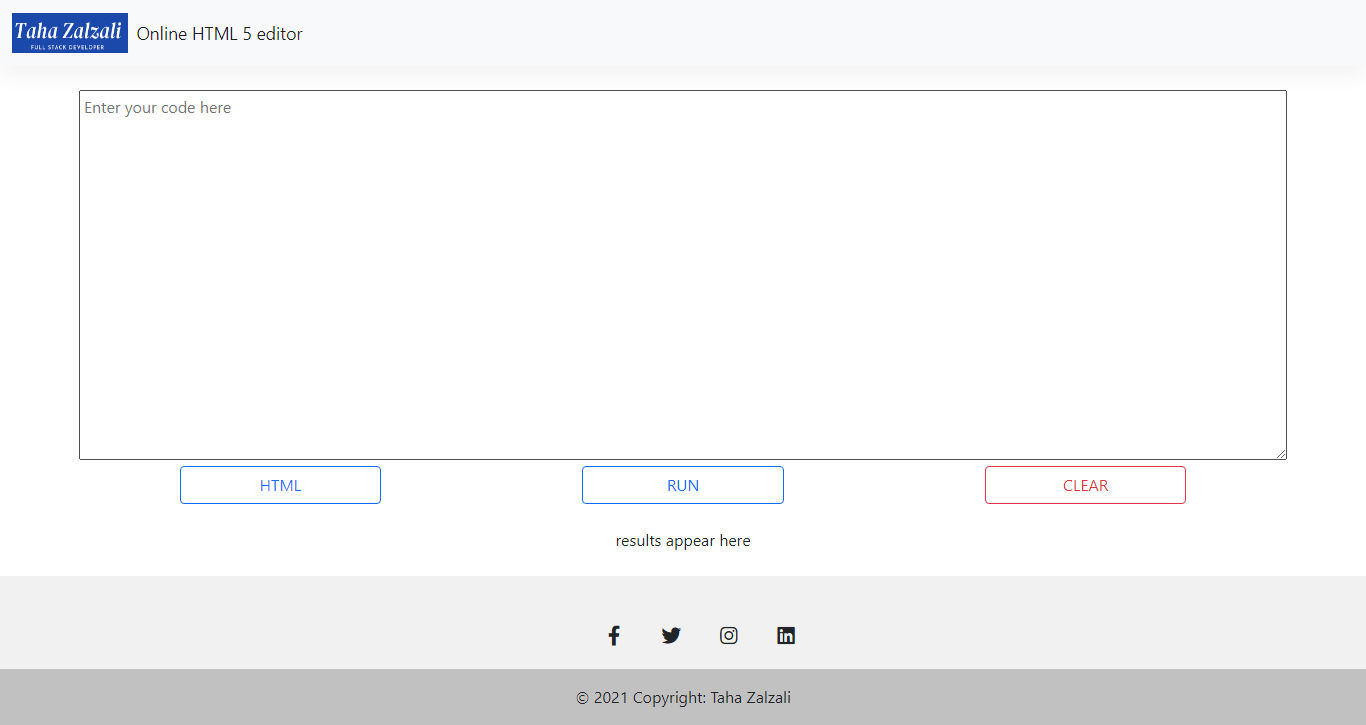 Taha Zalzali
FULL STACK DEVELOPER
Online HTML 5 editor
Enter your code here
HTML
RUN
CLEAR
results appear here
© 2021 Copyright: Taha Zalzali